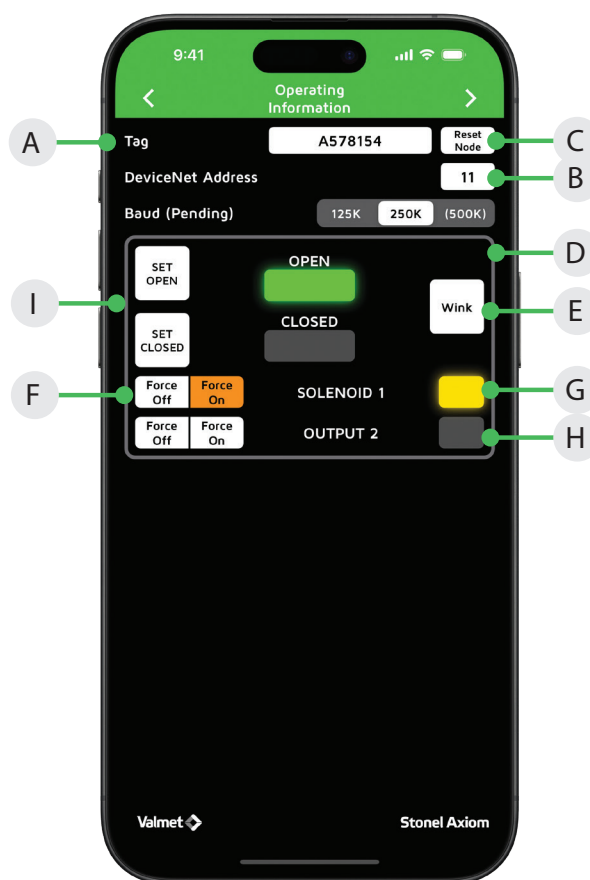 9:41
Operating
Information
A
Tag
A578154
Reset
Node
C
DeviceNet Address
11
B
Baud (Pending)
125K
250K
(500K)
D
SET
OPEN
OPEN
I
Wink
E
SET
CLOSED
CLOSED
F
Force
Off
Force
On
SOLENOID 1
G
Force
Off
Force
On
OUTPUT 2
H
Valmet
Stonel Axiom